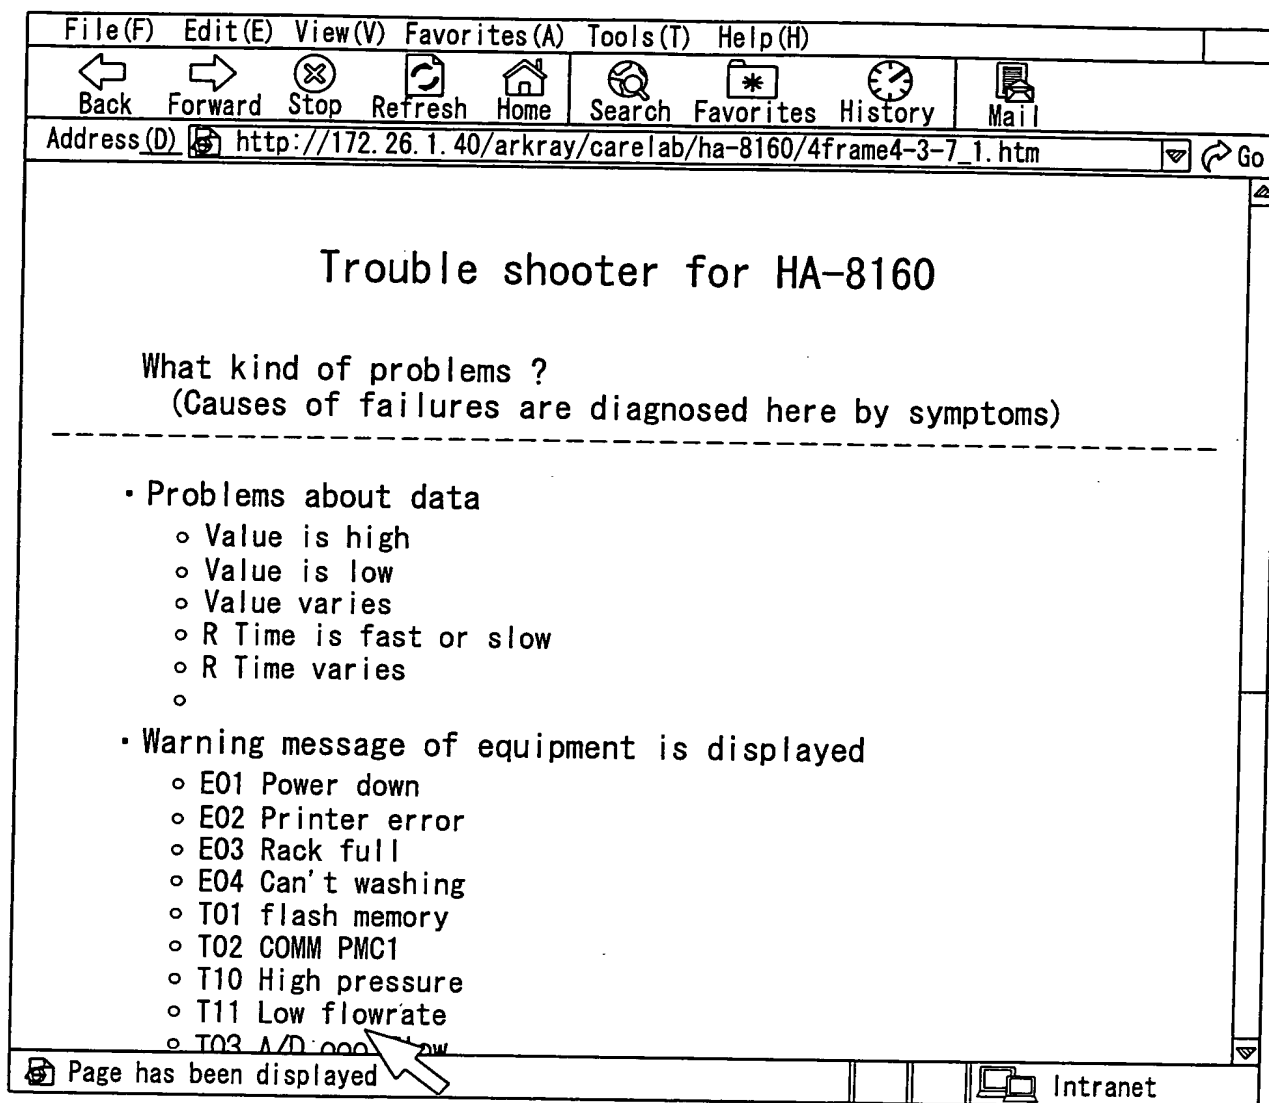 File(F) Edit(E) View(V) Favorites(A) Tools(T) Help(H)
Back Forward Stop Refresh Home Search Favorites History Mail
Address(D) http://172.26.1.40/arkray/carelab/ha-8160/4frame4-3-7_1.htm Go
Trouble shooter for HA-8160
What kind of problems ?
(Causes of failures are diagnosed here by symptoms)
・Problems about data
○ Value is high
○ Value is low
○ Value varies
○ R Time is fast or slow
○ R Time varies
○
・Warning message of equipment is displayed
○ E01 Power down
○ E02 Printer error
○ E03 Rack full
○ E04 Can't washing
○ T01 flash memory
○ T02 COMM PMC1
○ T10 High pressure
○ T11 Low flowrate
○ T03 A/D
Page has been displayed Intranet